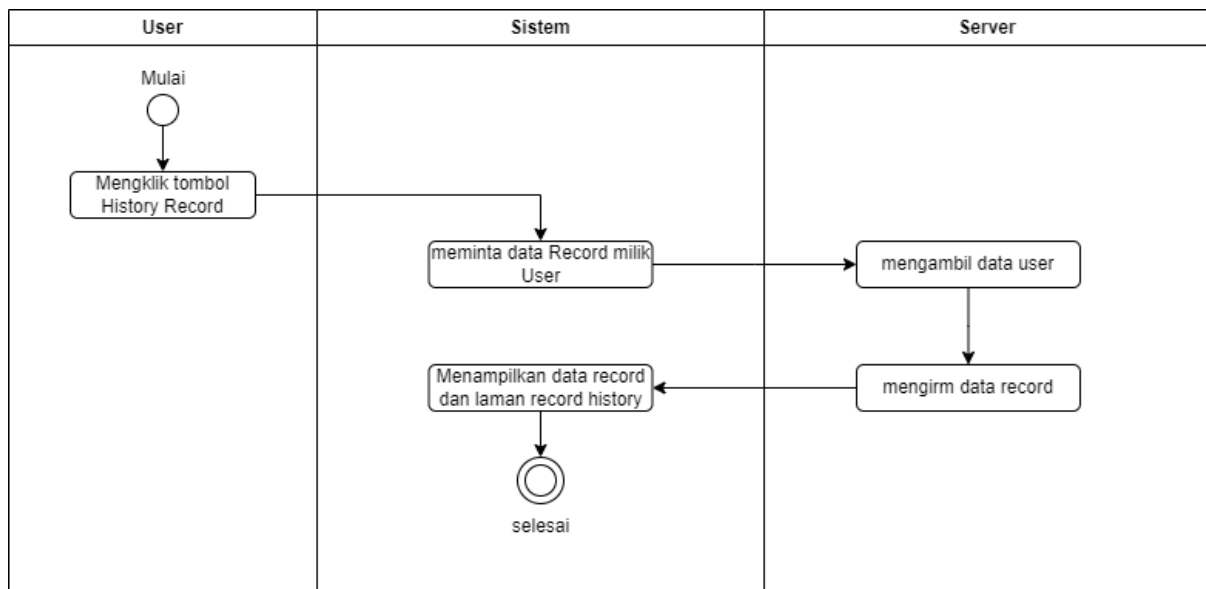 User
Sistem
Server
Mulai
Mengklik tombol
History Record
meminta data Record milik
User
mengambil data user
mengirm data record
Menampilkan data record
dan laman record history
selesai